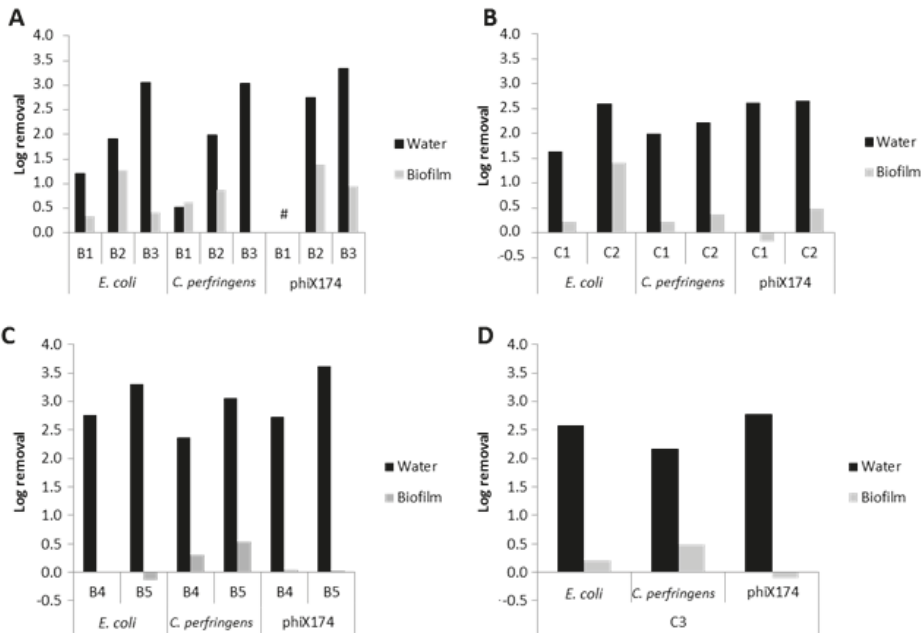 A
Log removal
4.0
3.5
3.0
2.5
2.0
1.5
1.0
0.5
0.0
#
B1 B2 B3 B1 B2 B3 B1 B2 B3
E. coli C. perfringens phiX174
Water
Biofilm
B
Log removal
4.0
3.5
3.0
2.5
2.0
1.5
1.0
0.5
0.0
-0.5
C1 C2 C1 C2 C1 C2
E. coli C. perfringens phiX174
Water
Biofilm
C
Log removal
4.0
3.5
3.0
2.5
2.0
1.5
1.0
0.5
0.0
-0.5
B4 B5 B4 B5 B4 B5
E. coli C. perfringens phiX174
Water
Biofilm
D
Log removal
4.0
3.5
3.0
2.5
2.0
1.5
1.0
0.5
0.0
-0.5
E. coli C. perfringens phiX174
C3
Water
Biofilm